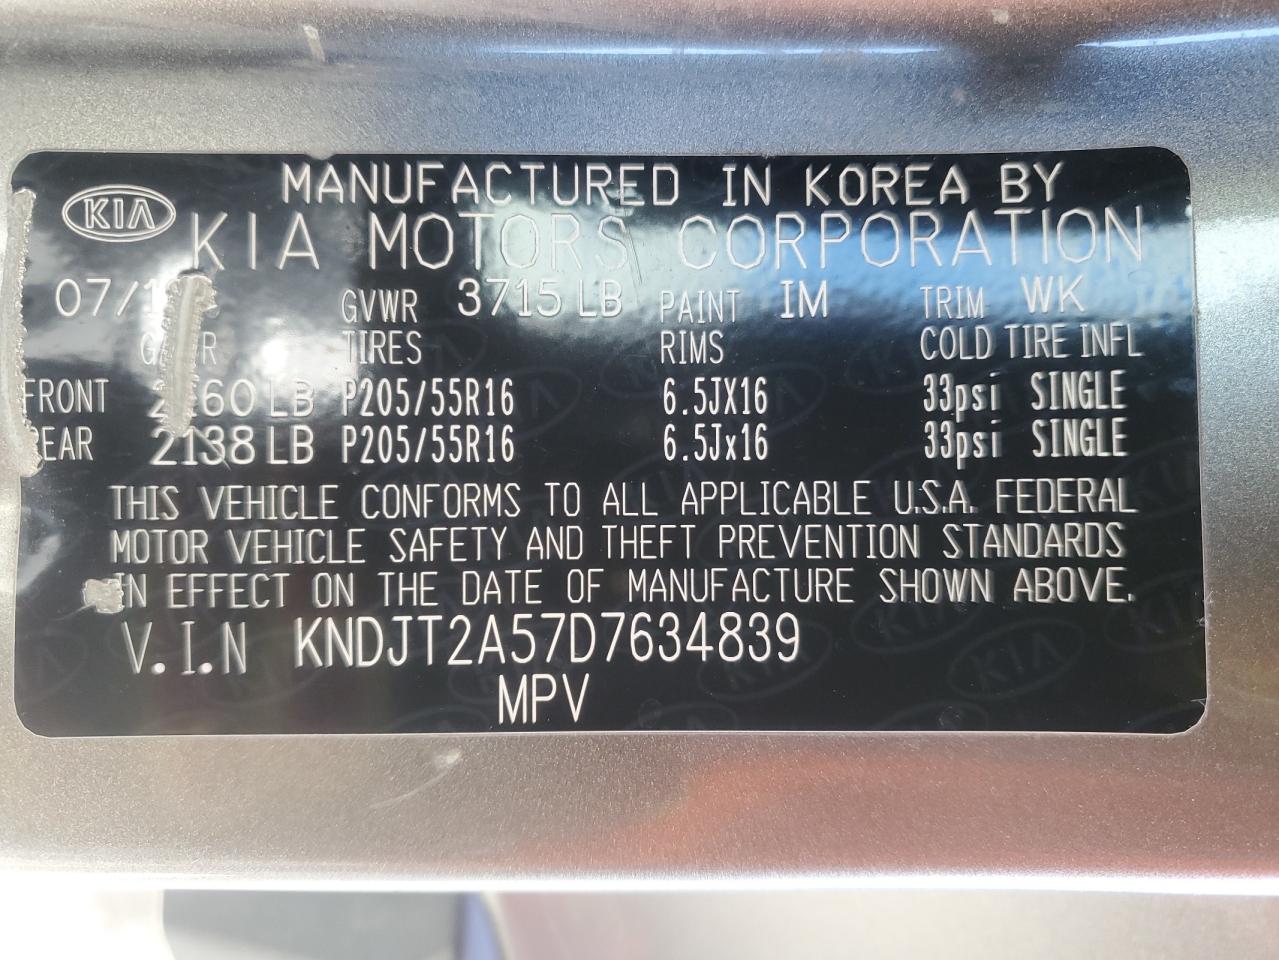 MANUFACTURED IN KOREA BY
KIA
KIA MOTORS CORPORATION
GVWR 3715 LB PAINT IM TRIM WK
TIRES RIMS COLD TIRE INFL
FRONT LB P205/55R16 6.5JX16 33psi SINGLE
REAR 2138 LB P205/55R16 6.5Jx16 33psi SINGLE
THIS VEHICLE CONFORMS TO ALL APPLICABLE U.S.A. FEDERAL
MOTOR VEHICLE SAFETY AND THEFT PREVENTION STANDARDS
IN EFFECT ON THE DATE OF MANUFACTURE SHOWN ABOVE.
V.I.N KNDJT2A57D7634839
MPV